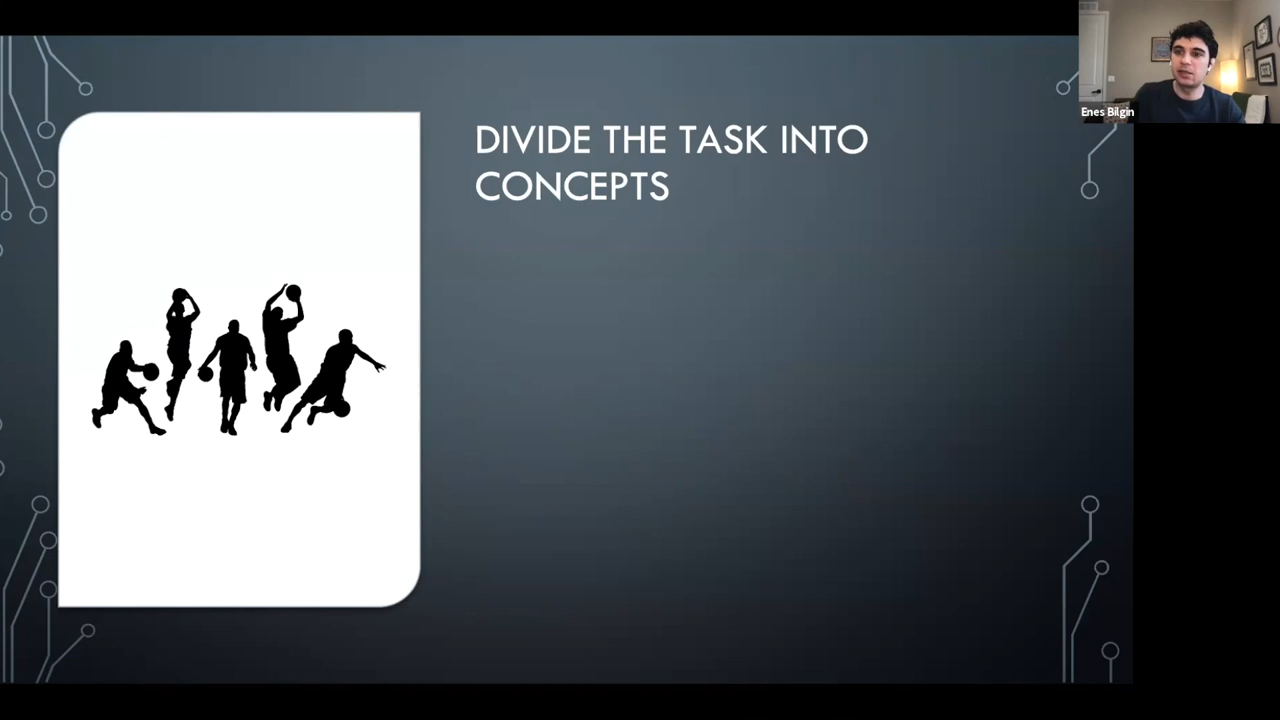 DIVIDE THE TASK INTO
CONCEPTS
Enes Bilgin